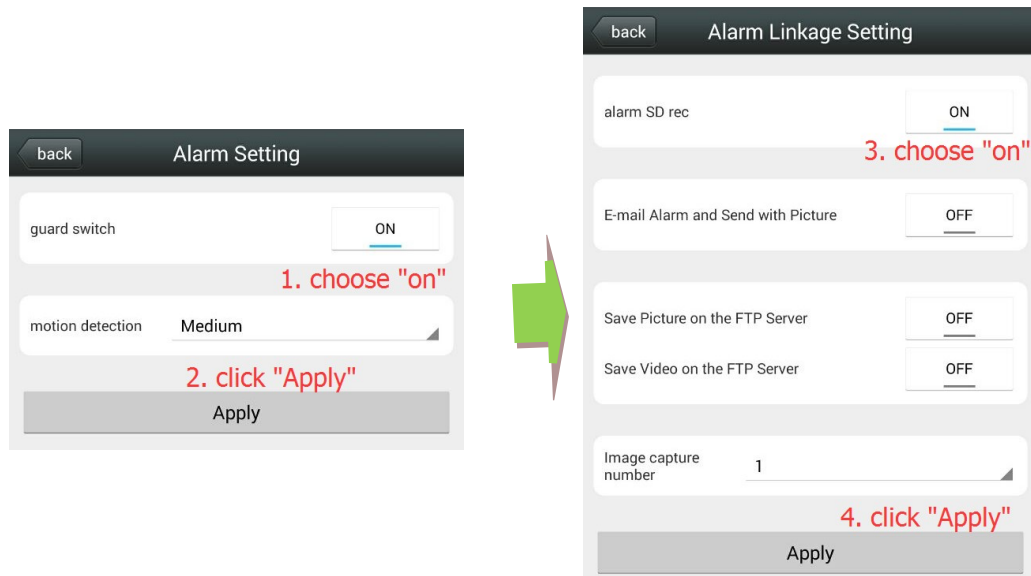 back Alarm Setting
guard switch ON
1. choose "on"
motion detection Medium
2. click "Apply"
Apply
back Alarm Linkage Setting
alarm SD rec ON
3. choose "on"
E-mail Alarm and Send with Picture OFF
Save Picture on the FTP Server OFF
Save Video on the FTP Server OFF
Image capture
number 1
4. click "Apply"
Apply